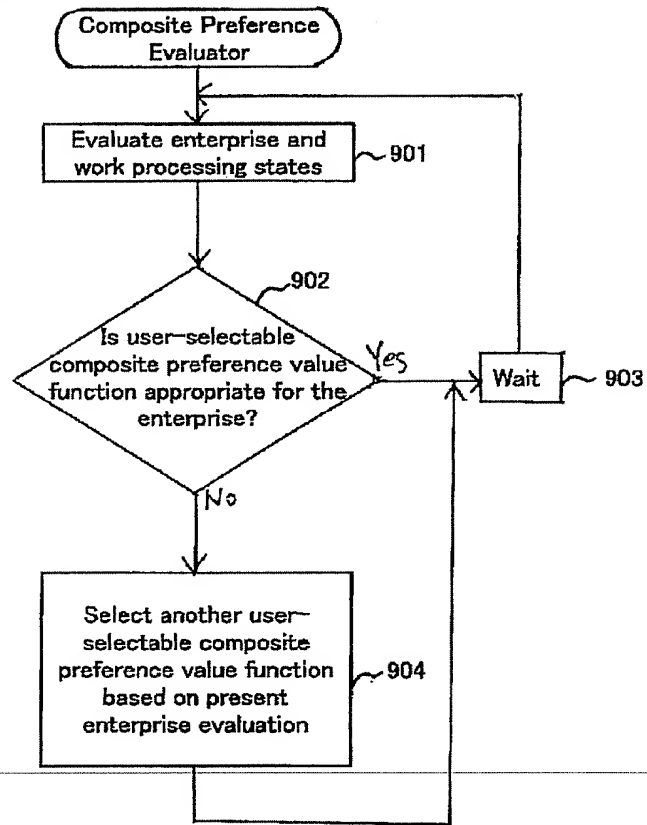 Composite Preference
Evaluator
Evaluate enterprise and
work processing states
901
902
Is user-selectable
composite preference value
function appropriate for the
enterprise?
Yes
Wait
903
No
Select another user-
selectable composite
preference value function
based on present
enterprise evaluation
904